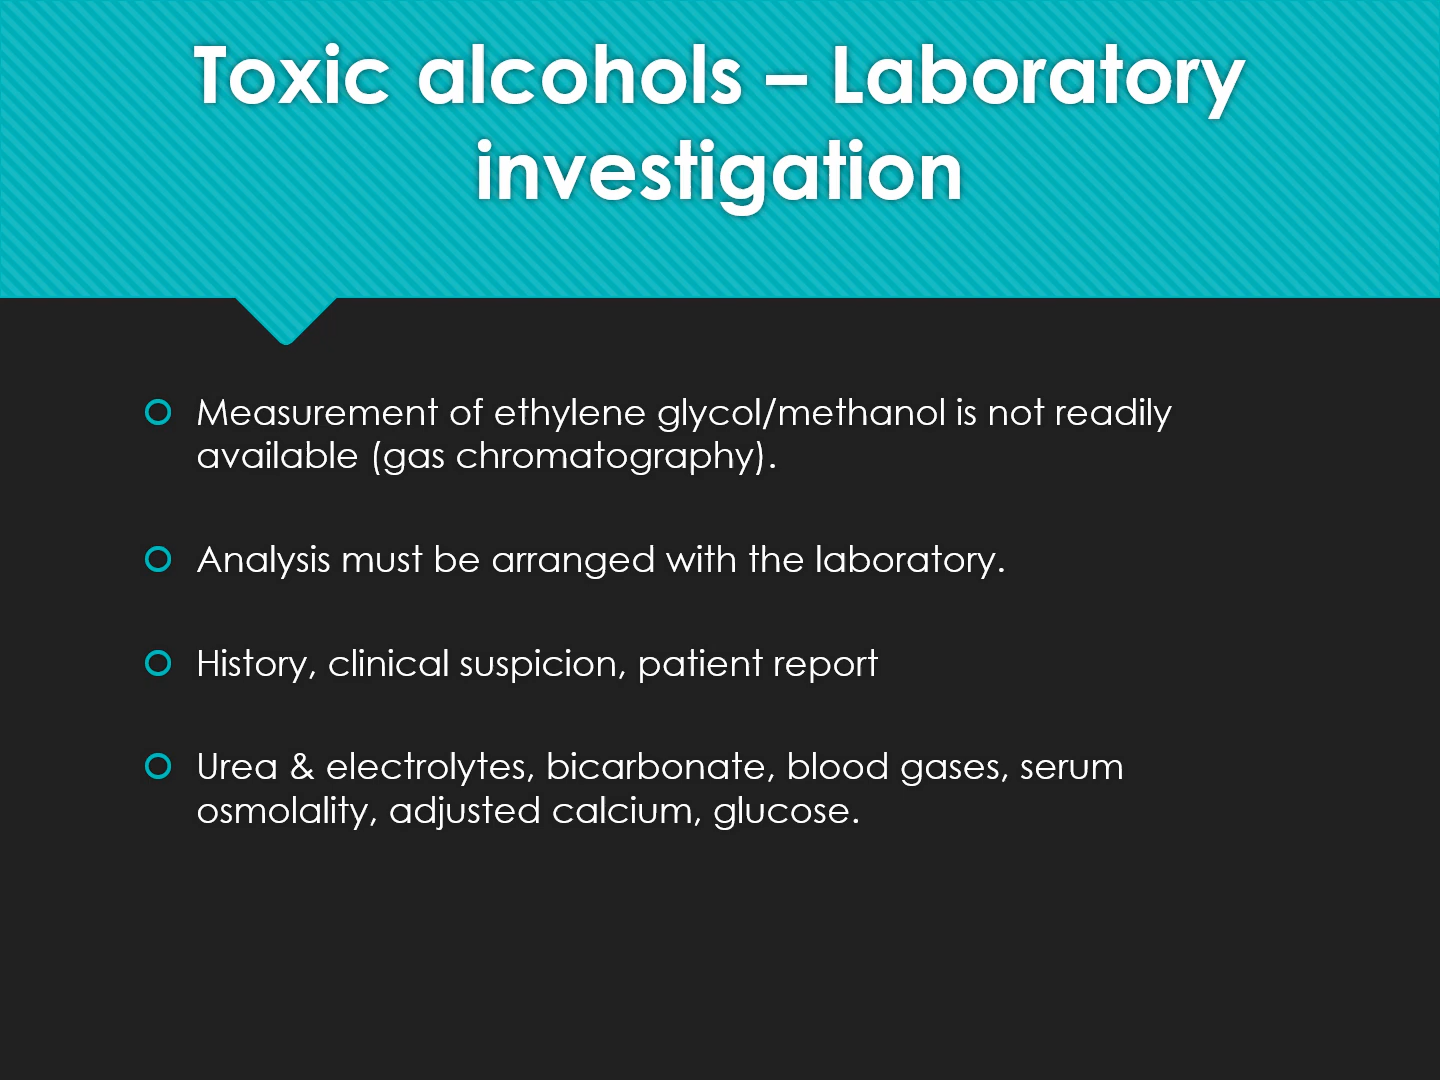 Toxic alcohols – Laboratory
investigation
Measurement of ethylene glycol/methanol is not readily
available (gas chromatography).
Analysis must be arranged with the laboratory.
History, clinical suspicion, patient report
Urea & electrolytes, bicarbonate, blood gases, serum
osmolality, adjusted calcium, glucose.